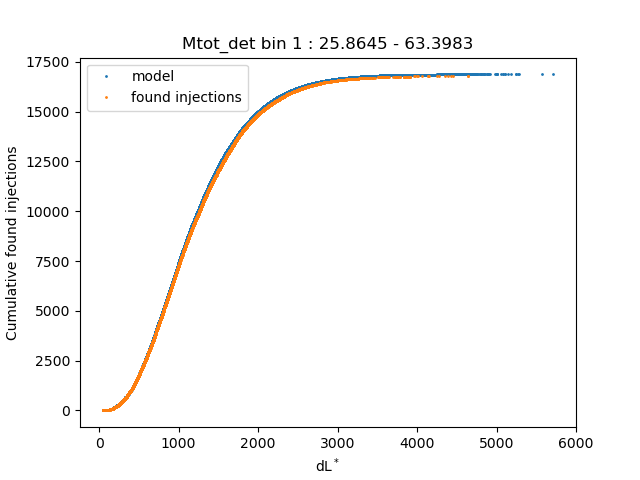 Mtot_det bin 1 : 25.8645 - 63.3983
model
found injections
Cumulative found injections
17500
15000
12500
10000
7500
5000
2500
0
0 1000 2000 3000 4000 5000 6000
dL*